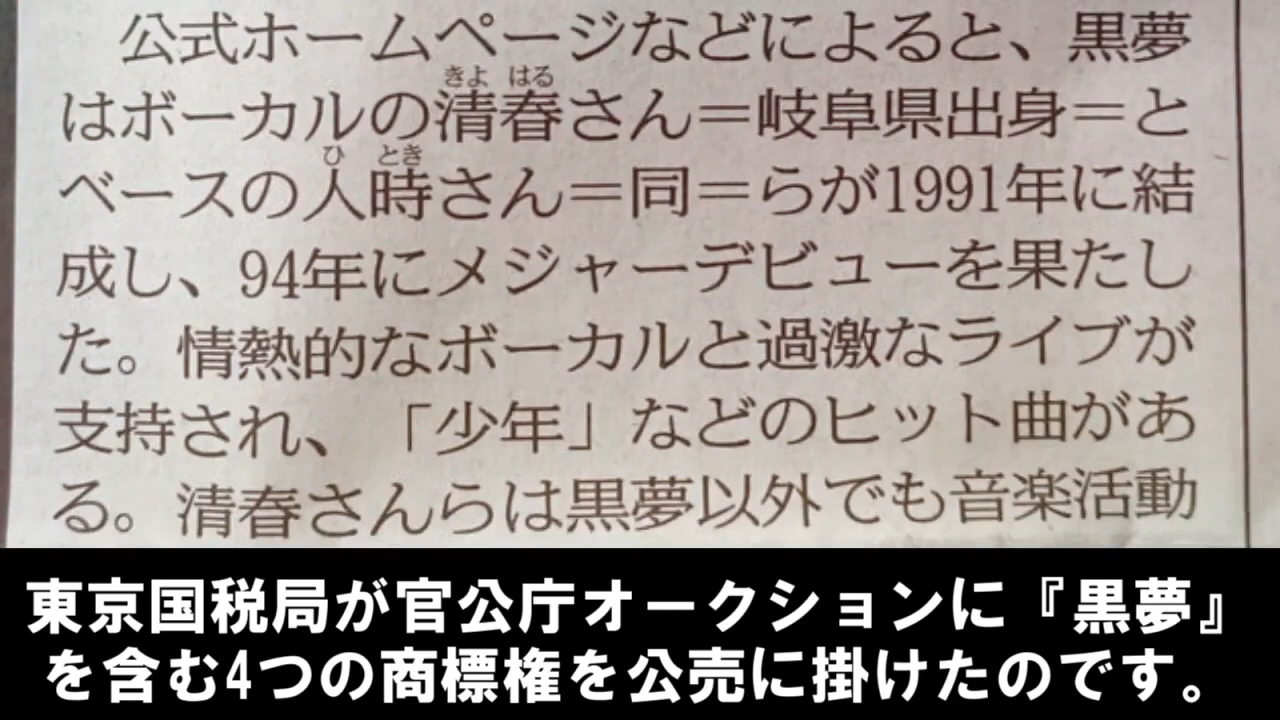 公式ホームページなどによると、黒夢
きよ はる
はボーカルの清春さん＝岐阜県出身＝と
ひ とき
ベースの人時さん＝同＝らが1991年に結
成し、94年にメジャーデビューを果たし
た。情熱的なボーカルと過激なライブが
支持され、「少年」などのヒット曲があ
る。清春さんらは黒夢以外でも音楽活動
東京国税局が官公庁オークションに『黒夢』
を含む4つの商標権を公売に掛けたのです。